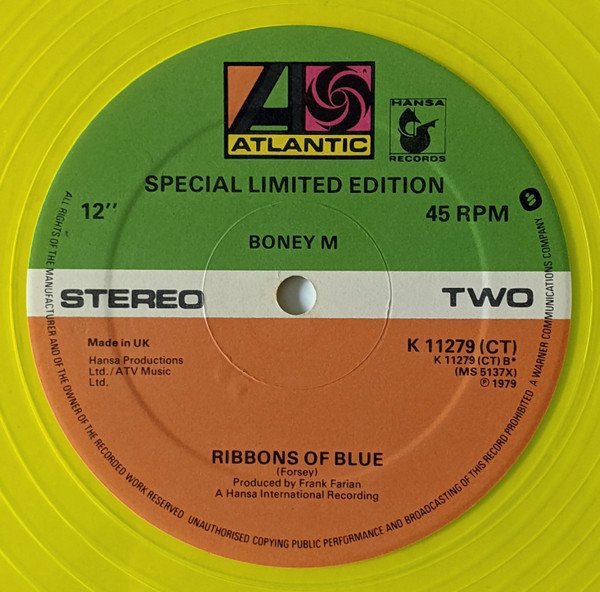 ATLANTIC
HANSA
RECORDS
SPECIAL LIMITED EDITION
12''
45 RPM
BONEY M
STEREO
TWO
Made in UK
Hansa Productions
Ltd./ATV Music
Ltd.
K 11279 (CT)
K 11279 (CT) B*
(MS 5137X)
℗ 1979
RIBBONS OF BLUE
(Forsey)
Produced by Frank Farian
A Hansa International Recording
ALL RIGHTS OF THE MANUFACTURER AND OF THE OWNER OF THE RECORDED WORK RESERVED UNAUTHORISED COPYING PUBLIC PERFORMANCE AND BROADCASTING OF THIS RECORD PROHIBITED A WARNER COMMUNICATIONS COMPANY